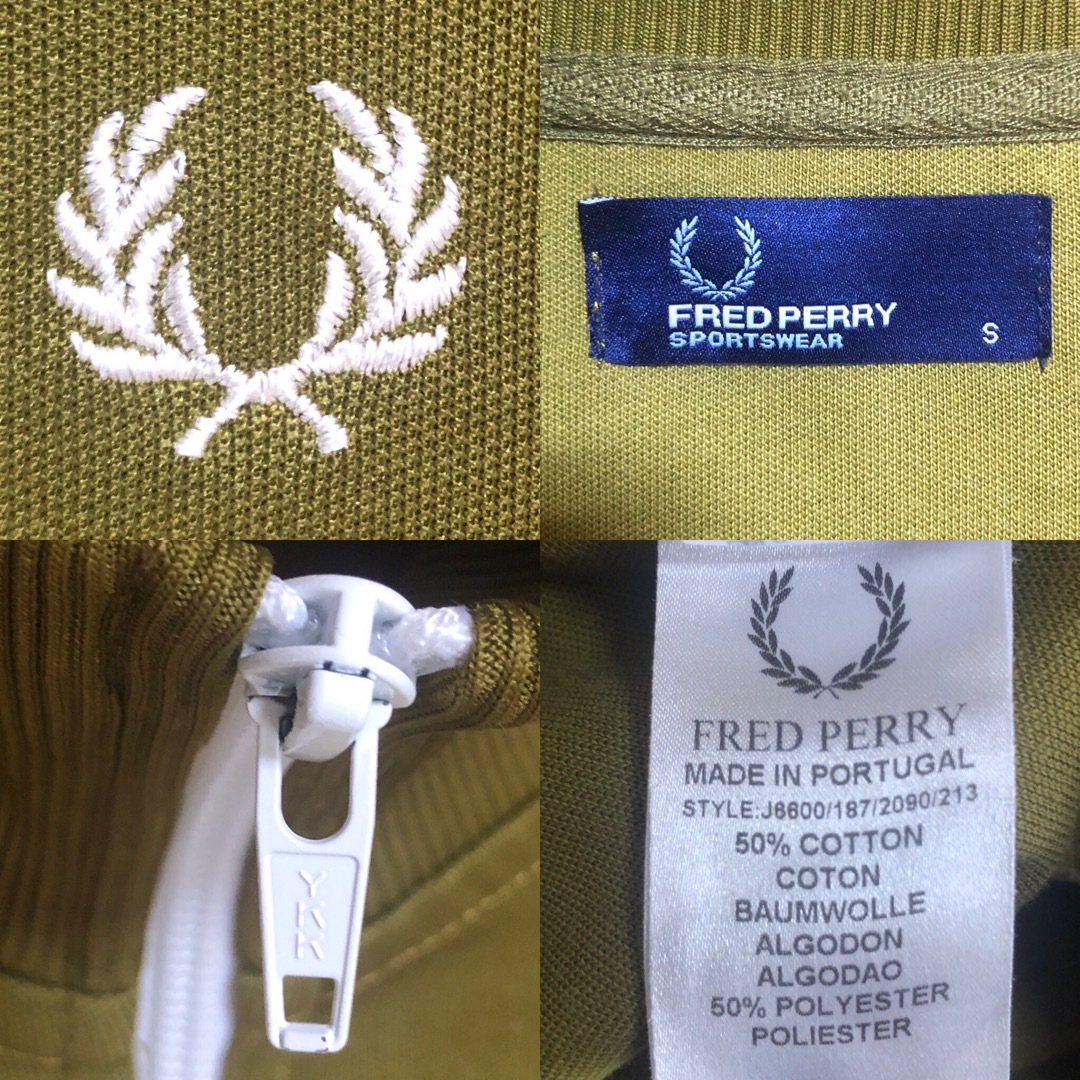 FRED PERRY
SPORTSWEAR
S
YKK
FRED PERRY
MADE IN PORTUGAL
STYLE:J6600/187/2090/213
50% COTTON
COTON
BAUMWOLLE
ALGODON
ALGODAO
50% POLYESTER
POLIESTER